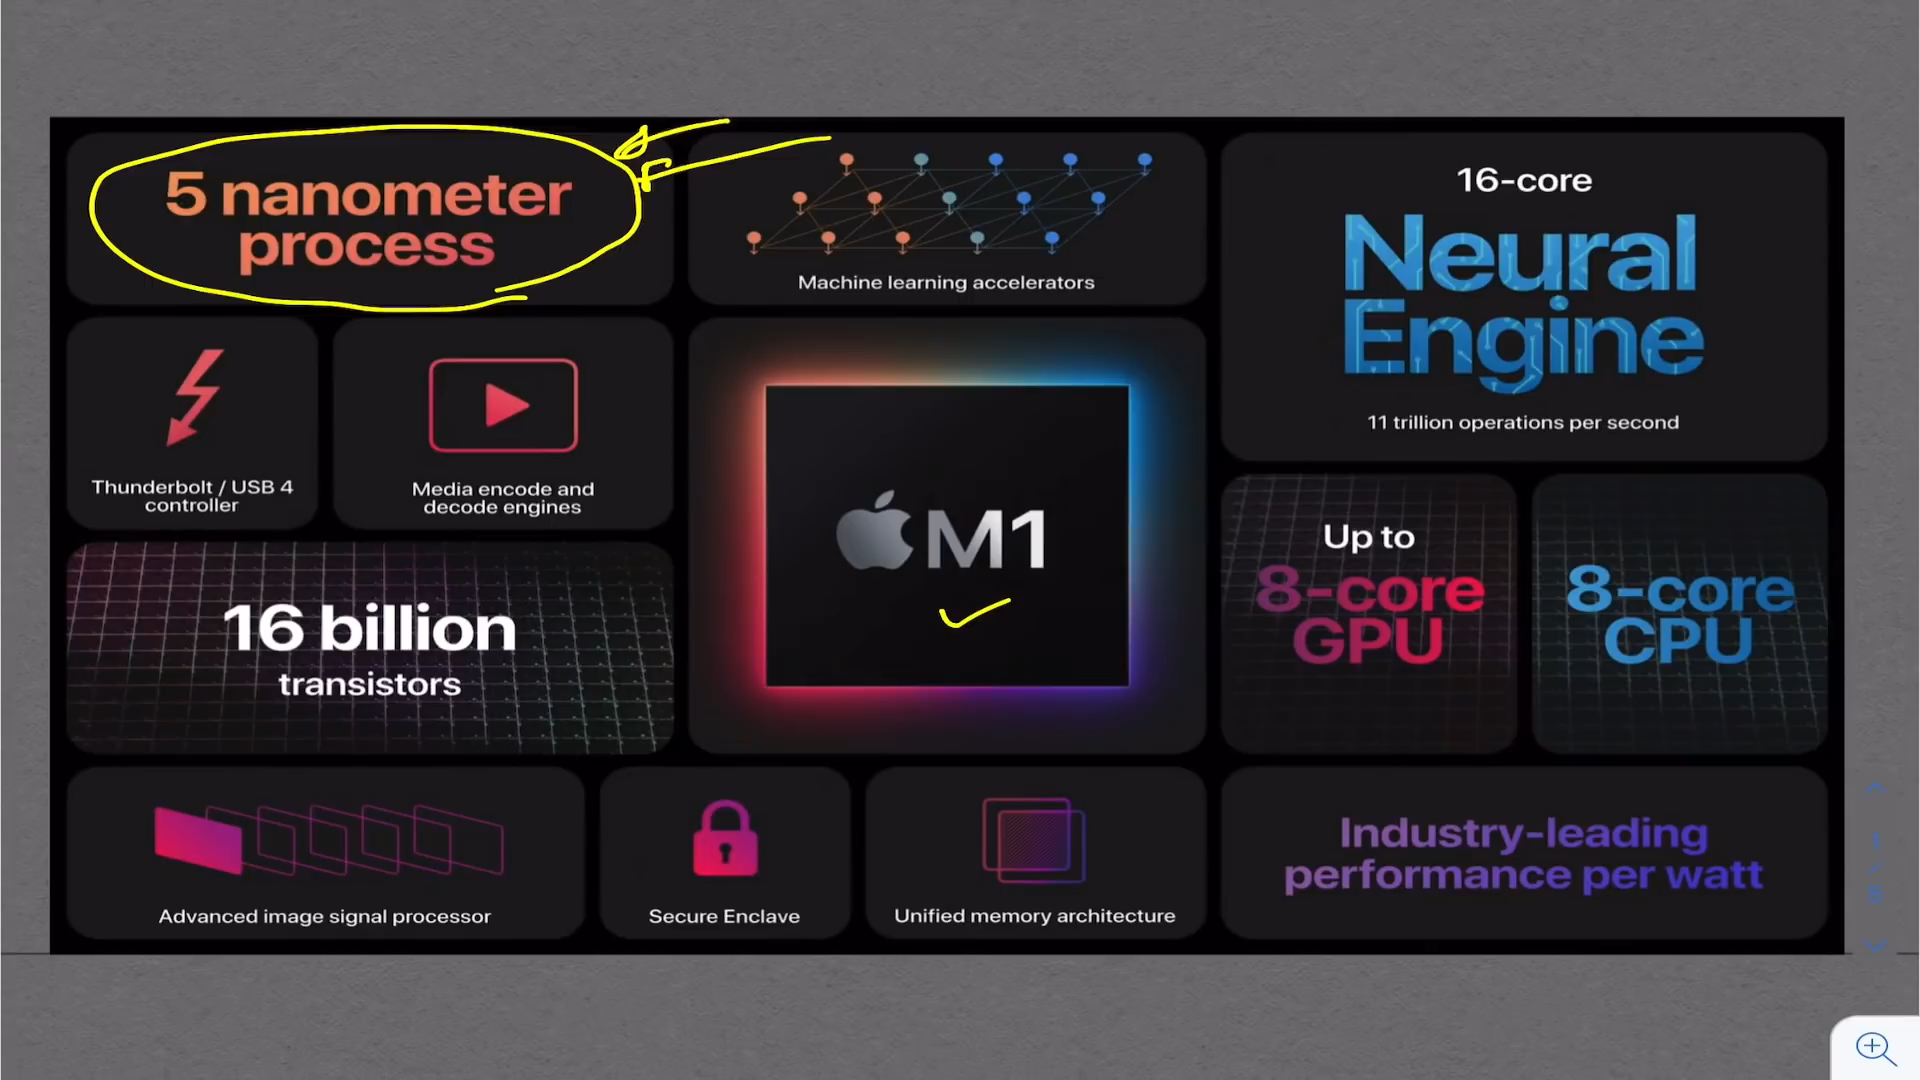 5 nanometer
process
Machine learning accelerators
16-core
Neural
Engine
11 trillion operations per second
Thunderbolt / USB 4
controller
Media encode and
decode engines
M1
Up to
8-core
GPU
8-core
CPU
16 billion
transistors
Advanced image signal processor
Secure Enclave
Unified memory architecture
Industry-leading
performance per watt